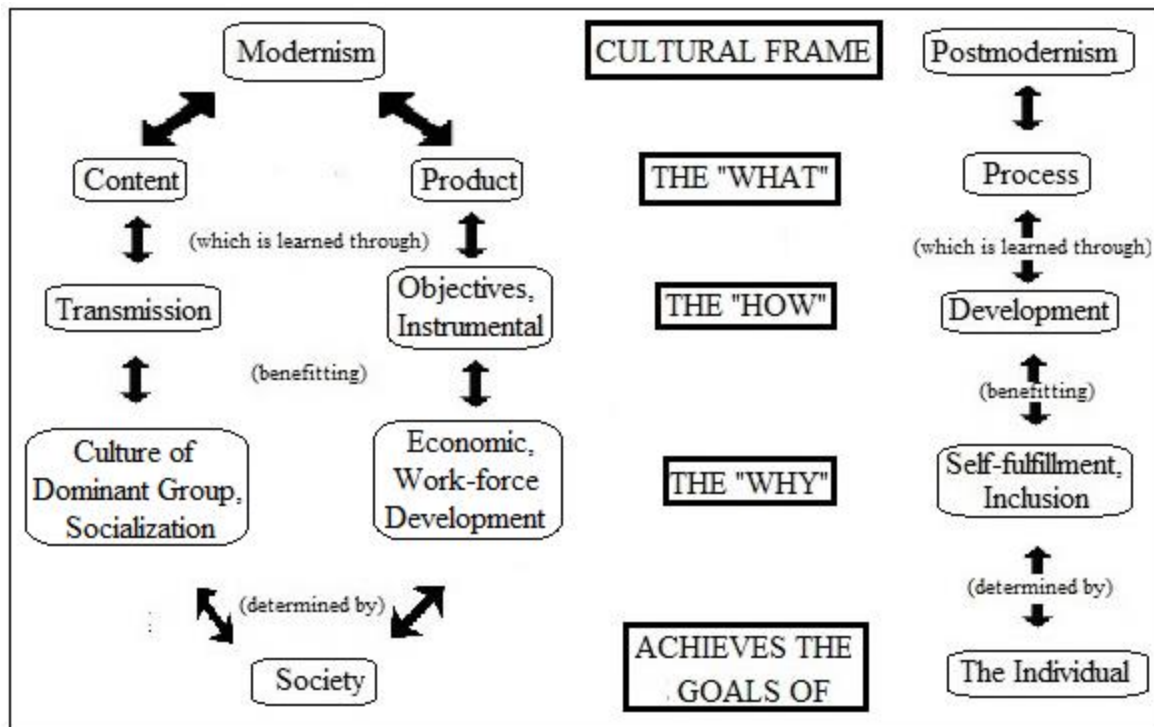 Modernism
CULTURAL FRAME
Postmodernism
Content
Product
THE "WHAT"
Process
(which is learned through)
(which is learned through)
Transmission
Objectives,
Instrumental
THE "HOW"
Development
(benefitting)
(benefitting)
Culture of
Dominant Group,
Socialization
Economic,
Work-force
Development
THE "WHY"
Self-fulfillment,
Inclusion
(determined by)
(determined by)
Society
ACHIEVES THE
GOALS OF
The Individual